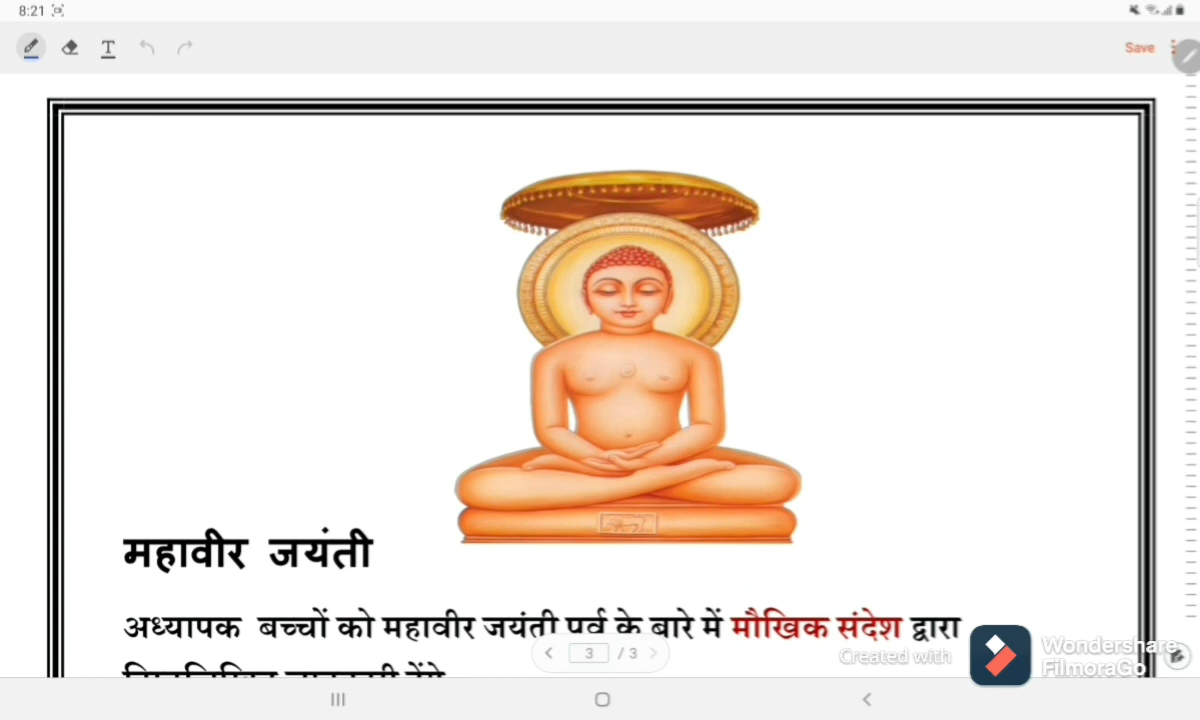 8:21
T
Save
महावीर जयंती
अध्यापक बच्चों को महावीर जयंती पर्व के बारे में मौखिक संदेश द्वारा
3 / 3
Created with
Wondershare
FilmoraGo